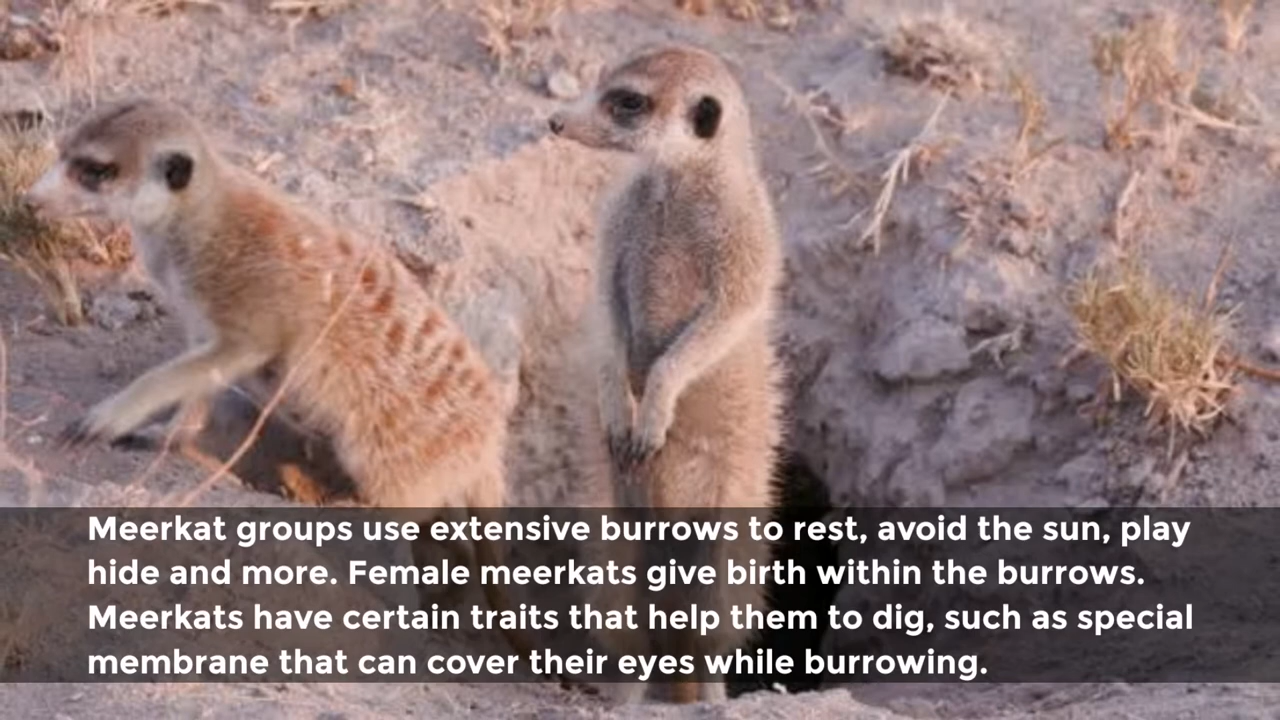 Meerkat groups use extensive burrows to rest, avoid the sun, play
hide and more. Female meerkats give birth within the burrows.
Meerkats have certain traits that help them to dig, such as special
membrane that can cover their eyes while burrowing.